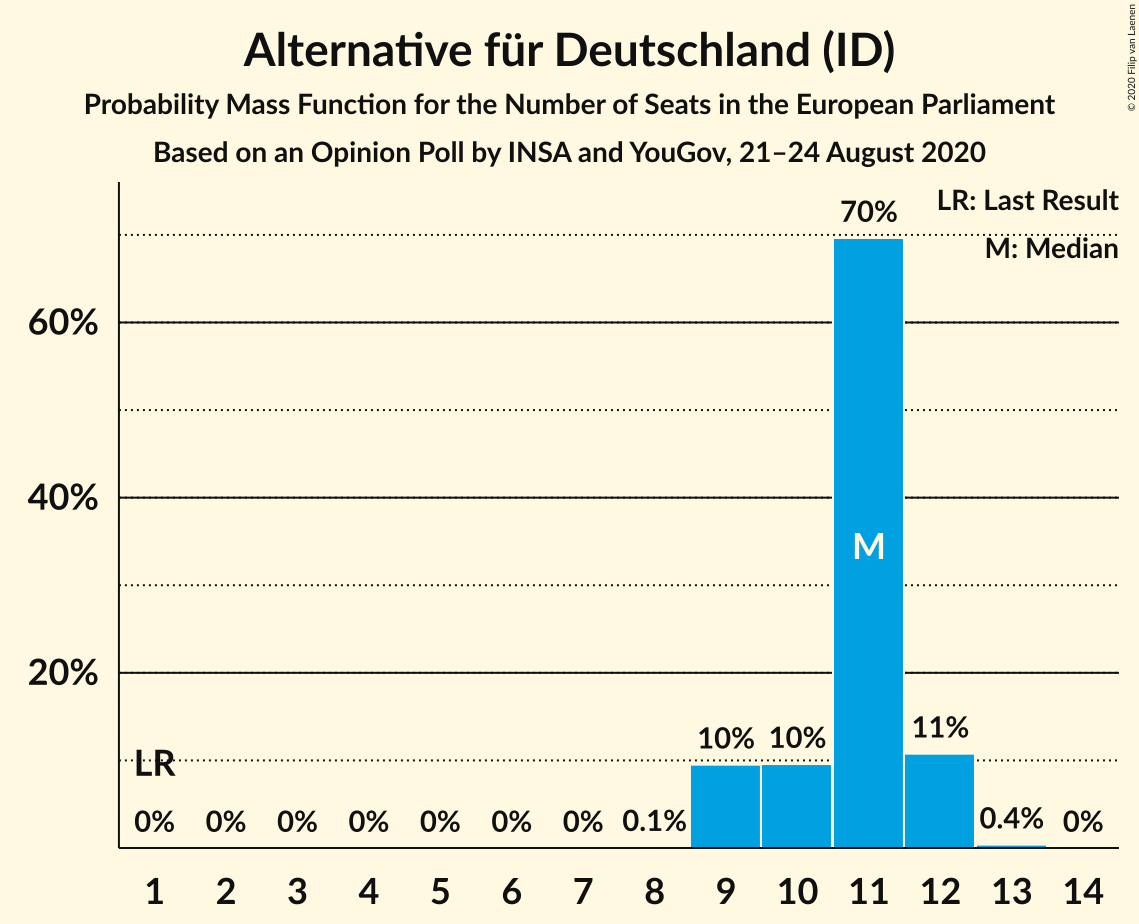 Alternative für Deutschland (ID)
Probability Mass Function for the Number of Seats in the European Parliament
Based on an Opinion Poll by INSA and YouGov, 21–24 August 2020
© 2020 Filip van Laenen
LR: Last Result
M: Median
60%
40%
20%
LR
0% 0% 0% 0% 0% 0% 0% 0.1% 10% 10% 70% 11% 0.4% 0%
M
1 2 3 4 5 6 7 8 9 10 11 12 13 14